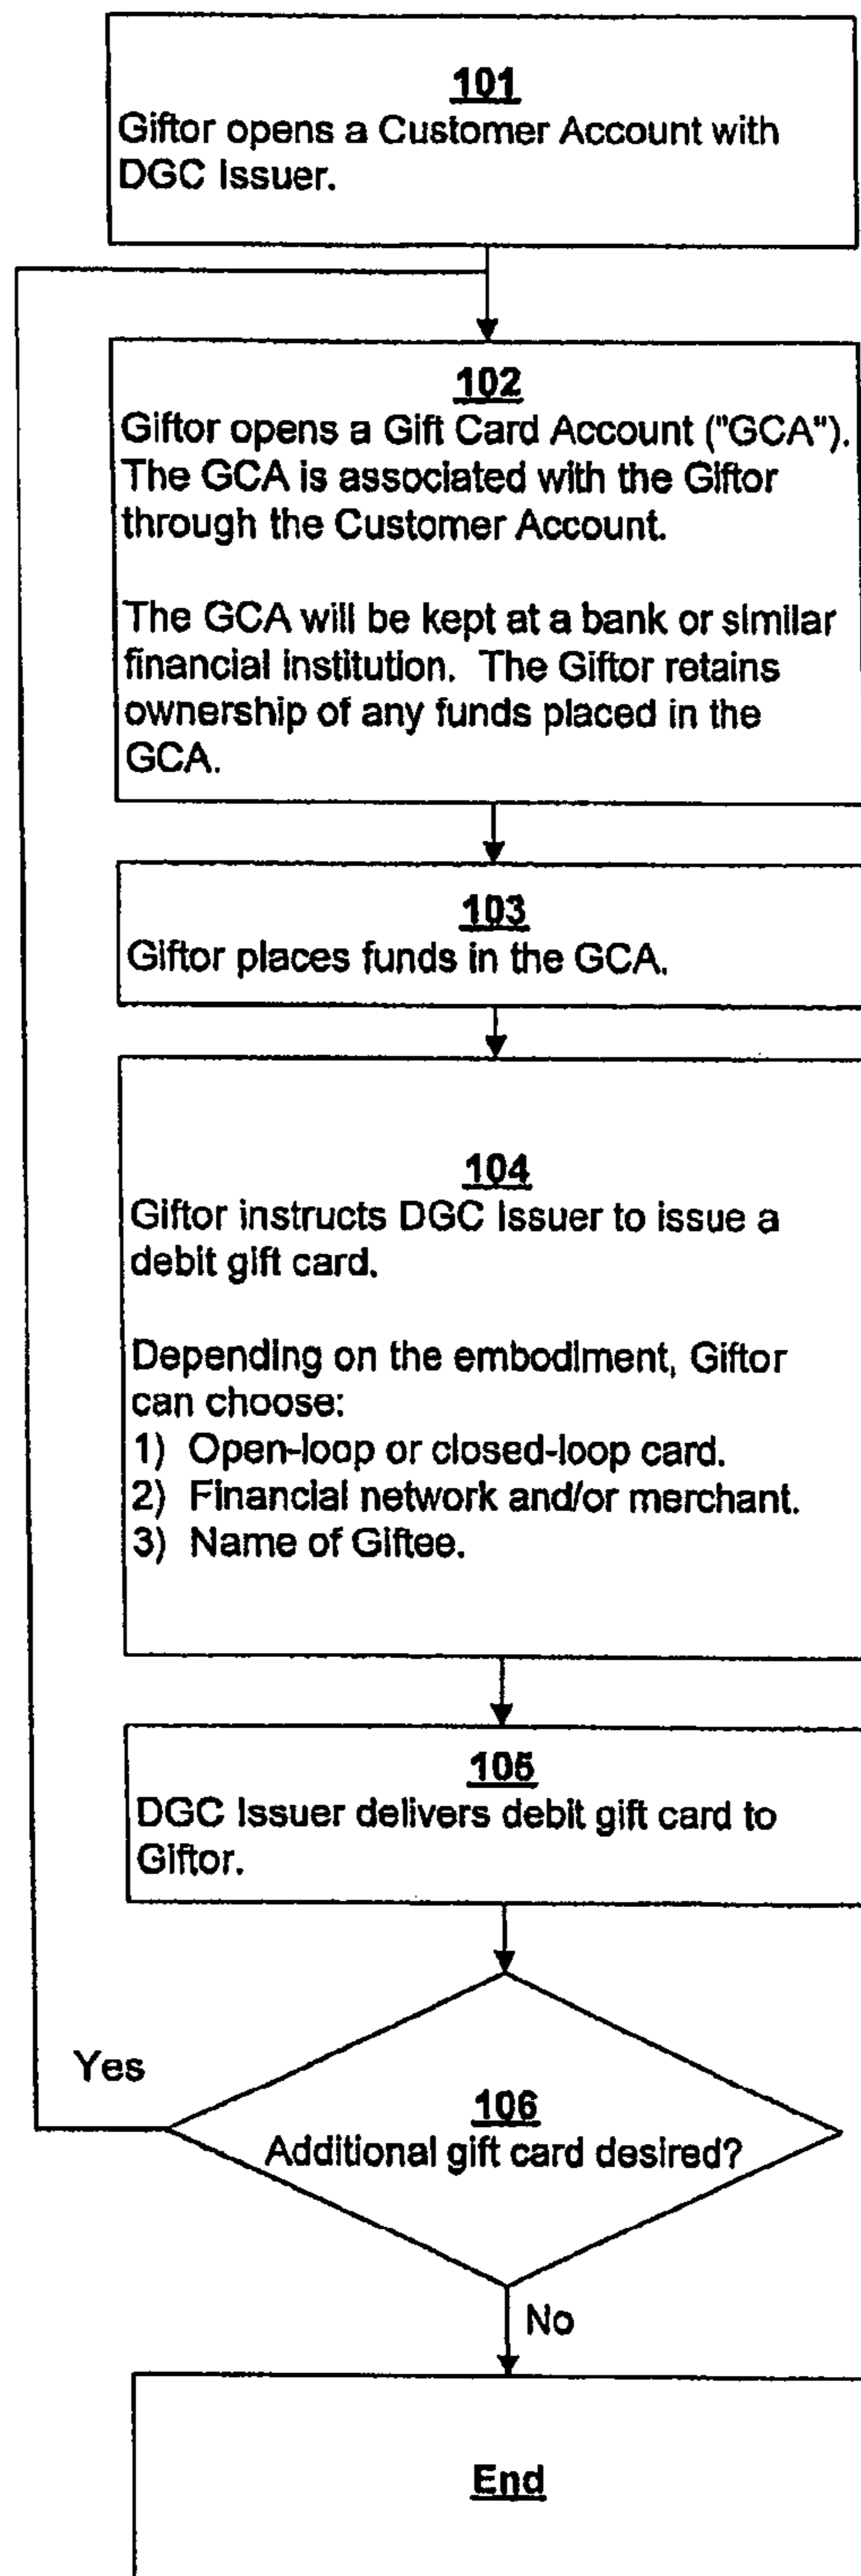 101
Giftor opens a Customer Account with
DGC Issuer.
102
Giftor opens a Gift Card Account ("GCA").
The GCA is associated with the Giftor
through the Customer Account.
The GCA will be kept at a bank or similar
financial institution. The Giftor retains
ownership of any funds placed in the
GCA.
103
Giftor places funds in the GCA.
104
Giftor instructs DGC Issuer to issue a
debit gift card.
Depending on the embodiment, Giftor
can choose:
1) Open-loop or closed-loop card.
2) Financial network and/or merchant.
3) Name of Giftee.
105
DGC Issuer delivers debit gift card to
Giftor.
Yes
106
Additional gift card desired?
No
End